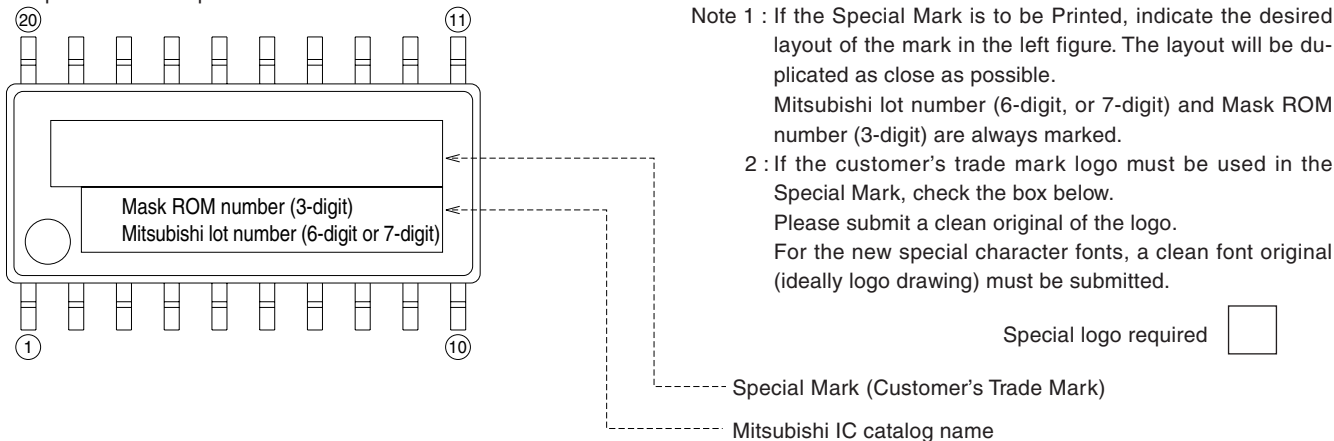 20
11
Mask ROM number (3-digit)
Mitsubishi lot number (6-digit or 7-digit)
1
10
Note 1 : If the Special Mark is to be Printed, indicate the desired
layout of the mark in the left figure. The layout will be du-
plicated as close as possible.
Mitsubishi lot number (6-digit, or 7-digit) and Mask ROM
number (3-digit) are always marked.
2 : If the customer's trade mark logo must be used in the
Special Mark, check the box below.
Please submit a clean original of the logo.
For the new special character fonts, a clean font original
(ideally logo drawing) must be submitted.
Special logo required
Special Mark (Customer's Trade Mark)
Mitsubishi IC catalog name